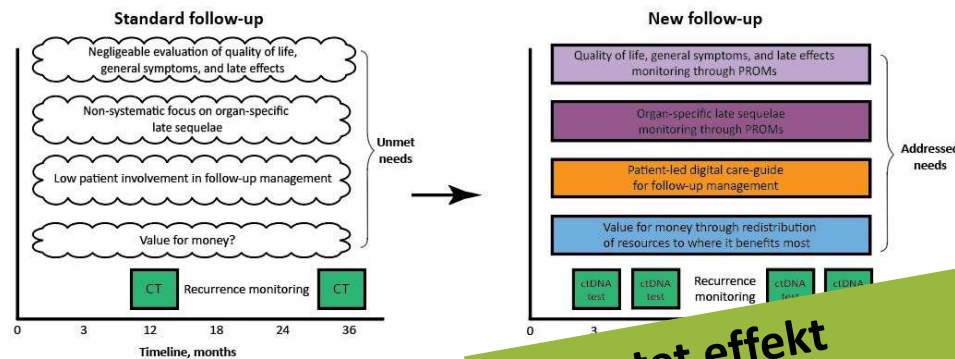 Standard follow-up
Negligeable evaluation of quality of life,
general symptoms, and late effects
Non-systematic focus on organ-specific
late sequelae
Low patient involvement in follow-up management
Value for money?
Unmet
needs
CT
Recurrence monitoring
CT
0 3 12 18 24 36
Timeline, months
New follow-up
Quality of life, general symptoms, and late effects
monitoring through PROMs
Organ-specific late sequelae
monitoring through PROMs
Patient-led digital care-guide
for follow-up management
Value for money through redistribution
of resources to where it benefits most
Addressed
needs
ctDNA
test
ctDNA
test
Recurrence
monitoring
ctDNA
test
ctDNA
0 3
effekt